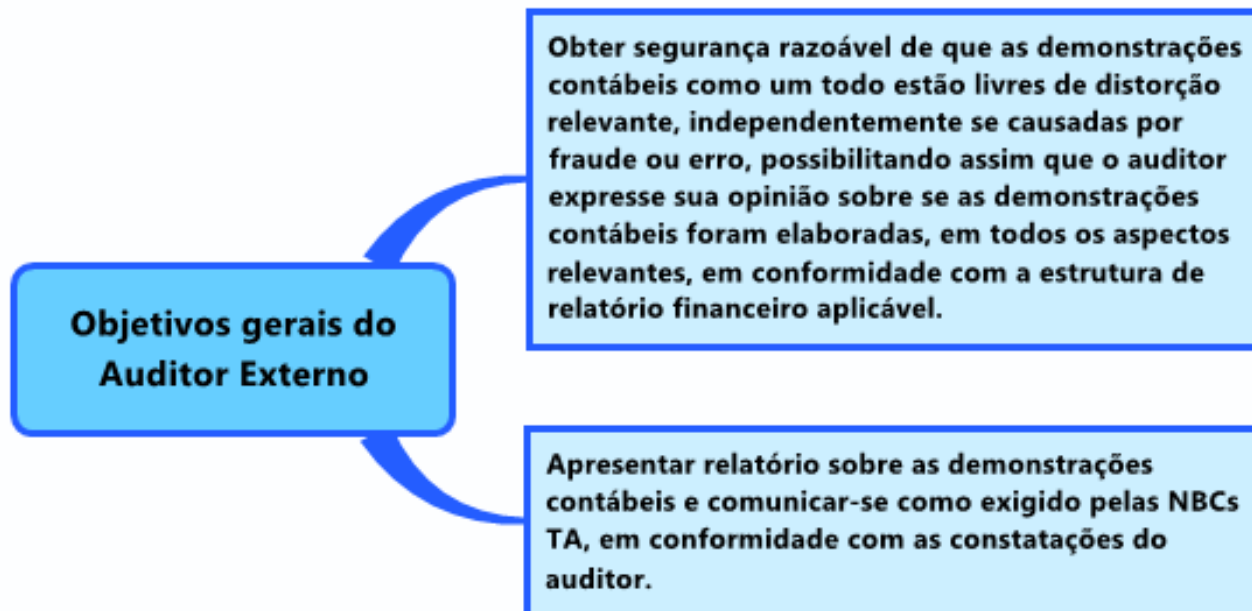 Objetivos gerais do
Auditor Externo
Obter segurança razoável de que as demonstrações
contábeis como um todo estão livres de distorção
relevante, independentemente se causadas por
fraude ou erro, possibilitando assim que o auditor
expresse sua opinião sobre se as demonstrações
contábeis foram elaboradas, em todos os aspectos
relevantes, em conformidade com a estrutura de
relatório financeiro aplicável.
Apresentar relatório sobre as demonstrações
contábeis e comunicar-se como exigido pelas NBCs
TA, em conformidade com as constatações do
auditor.